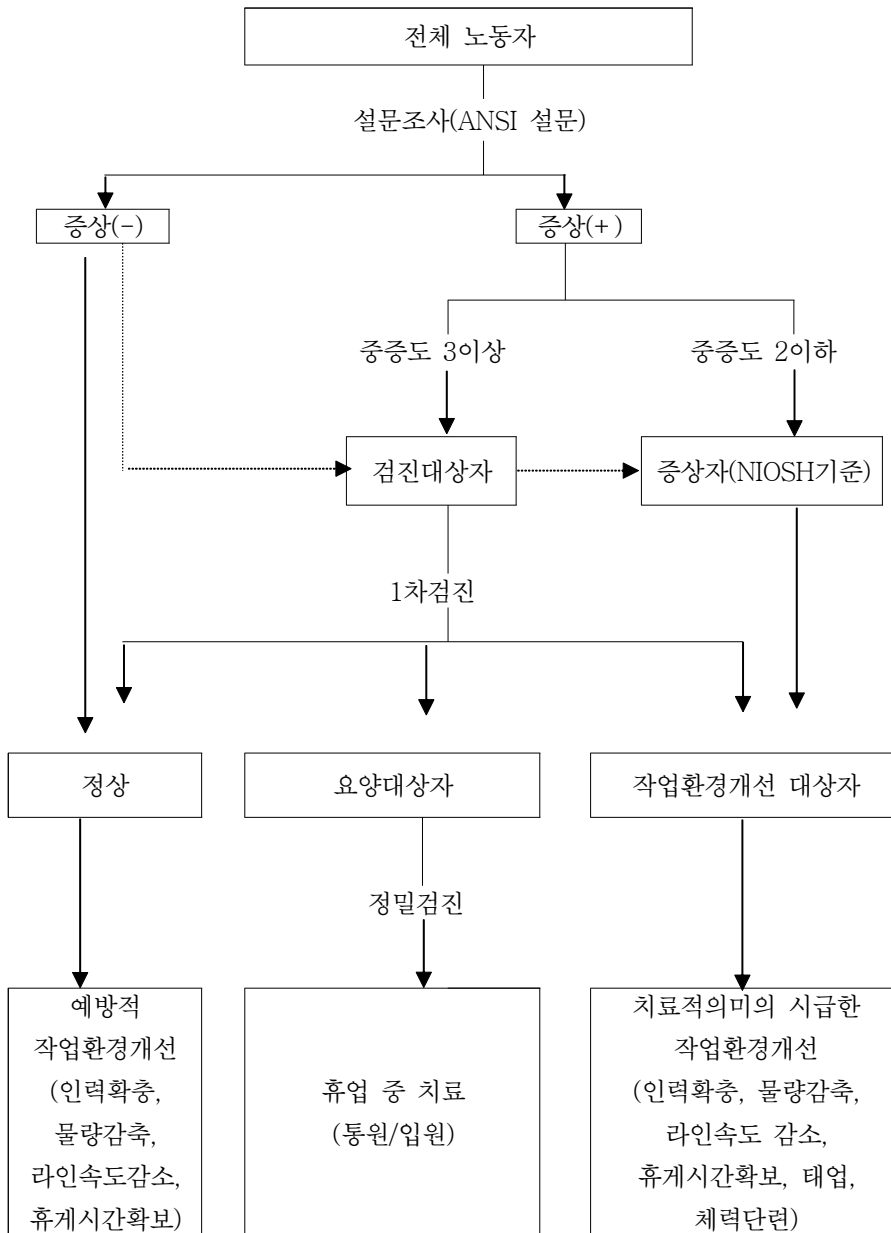 전체 노동자
설문조사(ANSI 설문)
증상(-)
증상(+)
중증도 3이상
중증도 2이하
검진대상자
증상자(NIOSH기준)
1차검진
정상
요양대상자
작업환경개선 대상자
정밀검진
예방적
작업환경개선
(인력확충,
물량감축,
라인속도감소,
휴게시간확보)
휴업 중 치료
(통원/입원)
치료적의미의 시급한
작업환경개선
(인력확충, 물량감축,
라인속도 감소,
휴게시간확보, 태업,
체력단련)